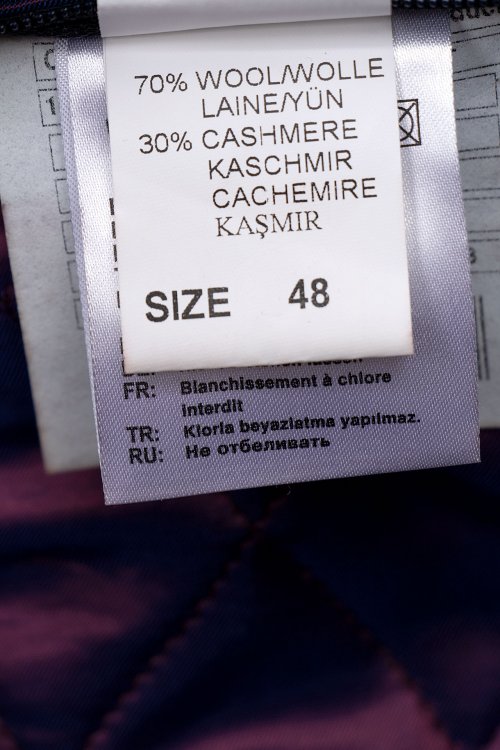 70% WOOL/WOLLE
LAINE/YÜN
30% CASHMERE
KASCHMIR
CACHEMIRE
KAŞMIR
SIZE 48
FR: Blanchissement à chlore
interdit
TR: Klorla beyazlatma yapılmaz.
RU: Не отбеливать